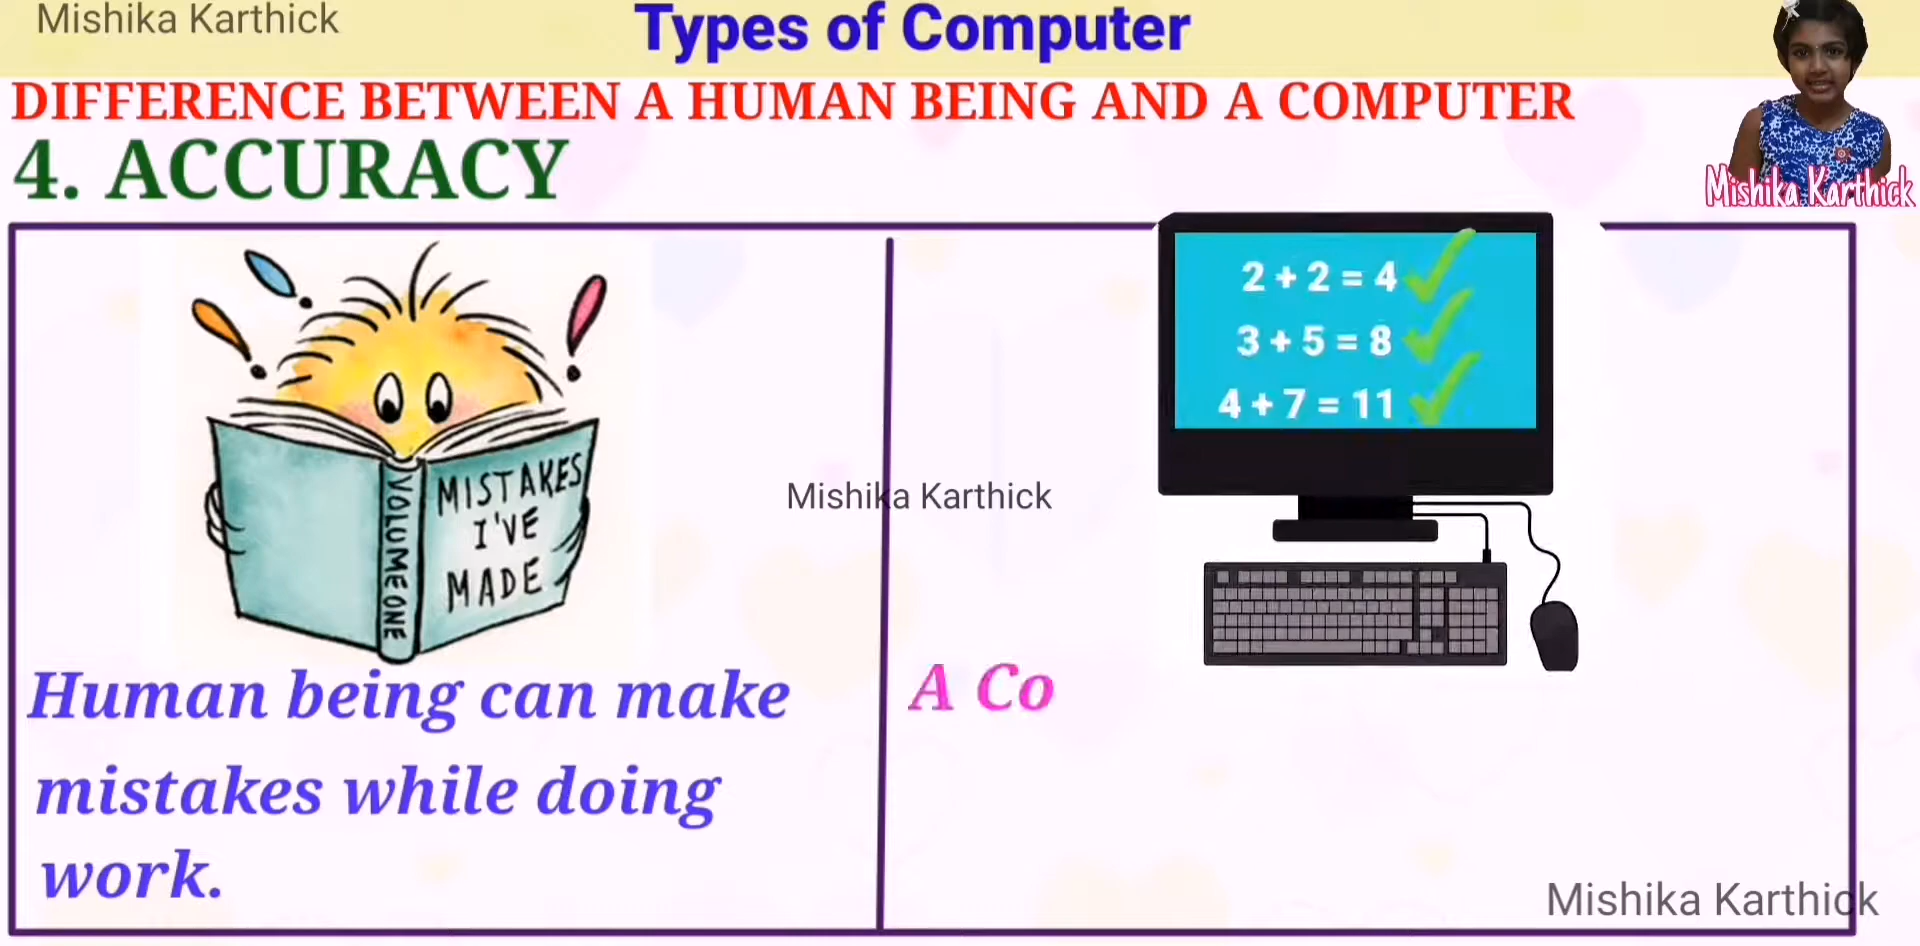 Mishika Karthick
Types of Computer
DIFFERENCE BETWEEN A HUMAN BEING AND A COMPUTER
4. ACCURACY
Mishika Karthick
VOLUME ONE
MISTAKES
I'VE
MADE
2 + 2 = 4
3 + 5 = 8
4 + 7 = 11
Mishika Karthick
Human being can make
mistakes while doing
work.
A Co
Mishika Karthick